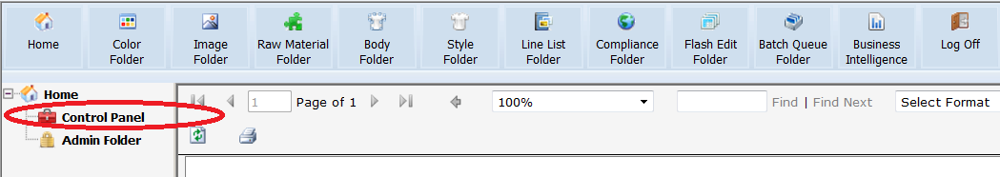 Home
Color Folder
Image Folder
Raw Material Folder
Body Folder
Style Folder
Line List Folder
Compliance Folder
Flash Edit Folder
Batch Queue Folder
Business Intelligence
Log Off
Home
Control Panel
Admin Folder
1 Page of 1 100% Find | Find Next Select Format